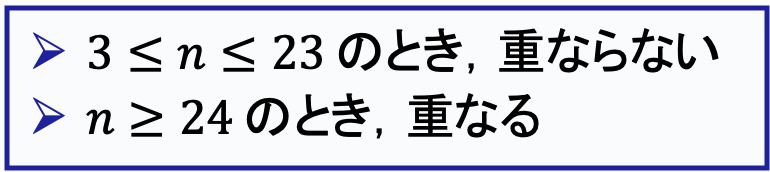 ➢ 3 ≤ n ≤ 23 のとき，重ならない
➢ n ≥ 24 のとき，重なる